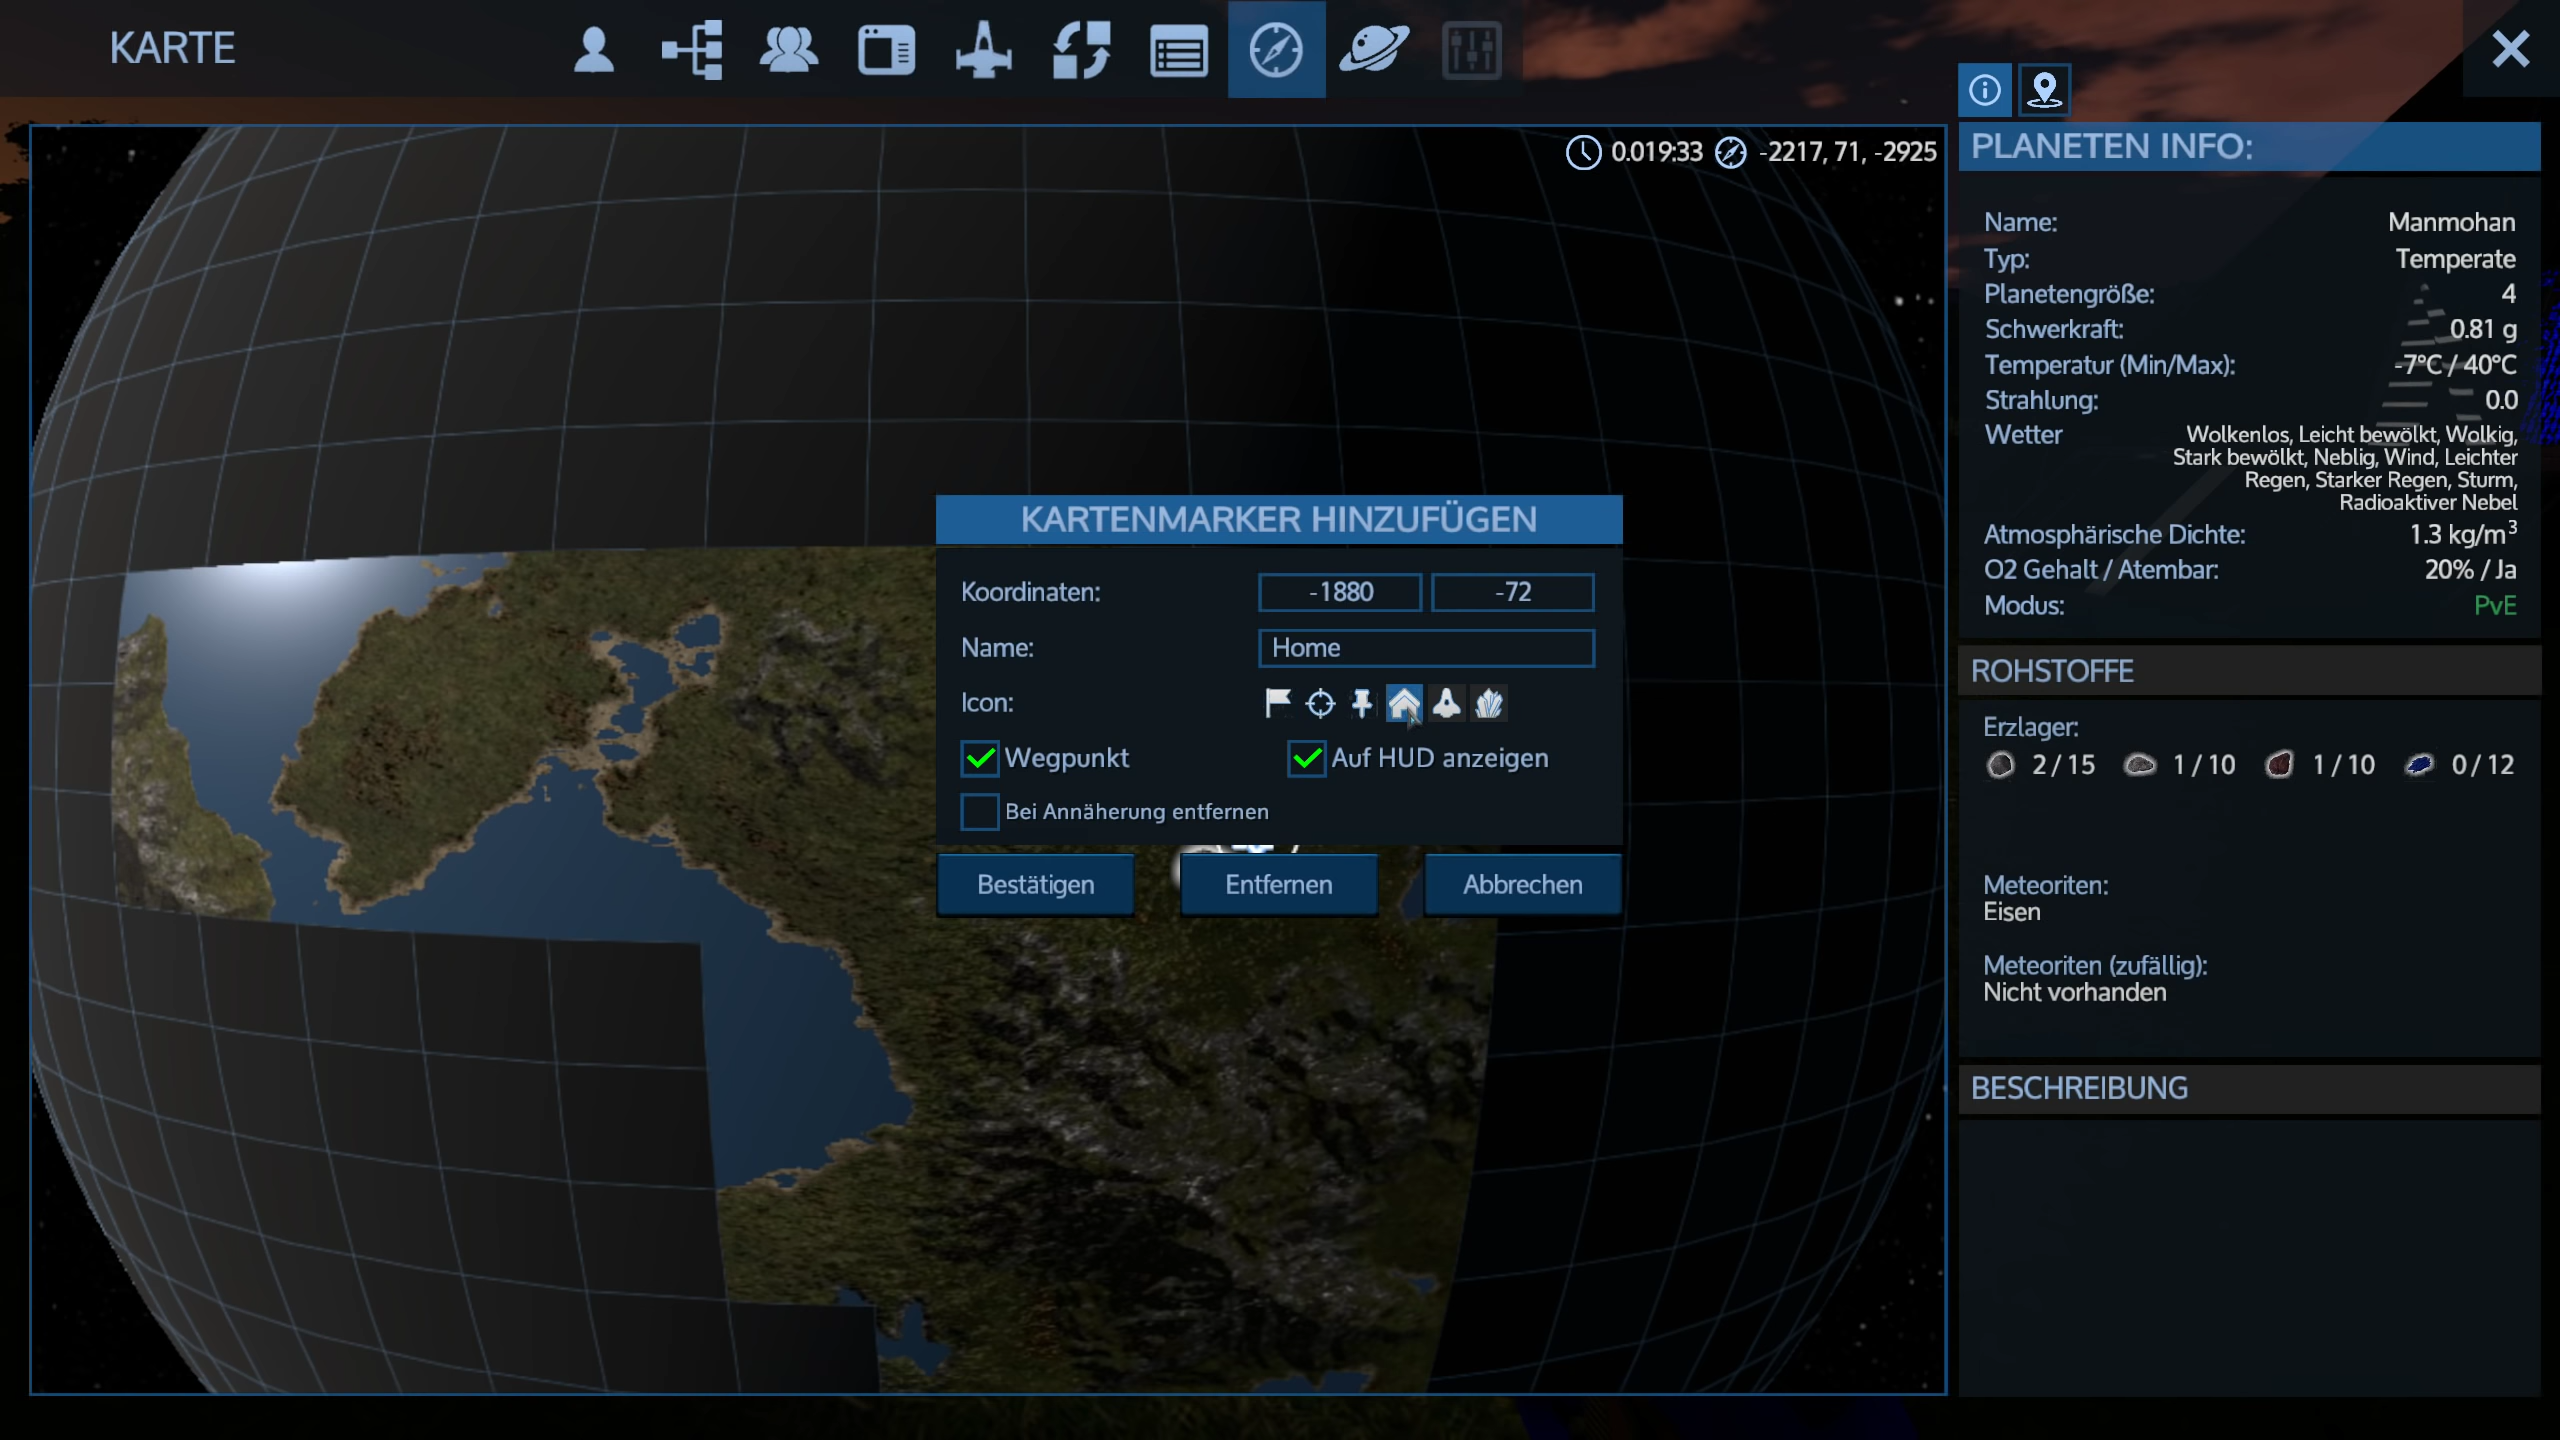 KARTE
0.019:33 -2217, 71, -2925
PLANETEN INFO:
Name: Manmohan
Typ: Temperate
Planetengröße: 4
Schwerkraft: 0.81 g
Temperatur (Min/Max): -7°C / 40°C
Strahlung: 0.0
Wetter Wolkenlos, Leicht bewölkt, Wolkig,
Stark bewölkt, Neblig, Wind, Leichter
Regen, Starker Regen, Sturm,
Radioaktiver Nebel
Atmosphärische Dichte: 1.3 kg/m³
O2 Gehalt / Atembar: 20% / Ja
Modus: PvE
ROHSTOFFE
Erzlager:
2/15 1/10 1/10 0/12
Meteoriten:
Eisen
Meteoriten (zufällig):
Nicht vorhanden
BESCHREIBUNG
KARTENMARKER HINZUFÜGEN
Koordinaten: -1880 -72
Name: Home
Icon:
Wegpunkt Auf HUD anzeigen
Bei Annäherung entfernen
Bestätigen Entfernen Abbrechen